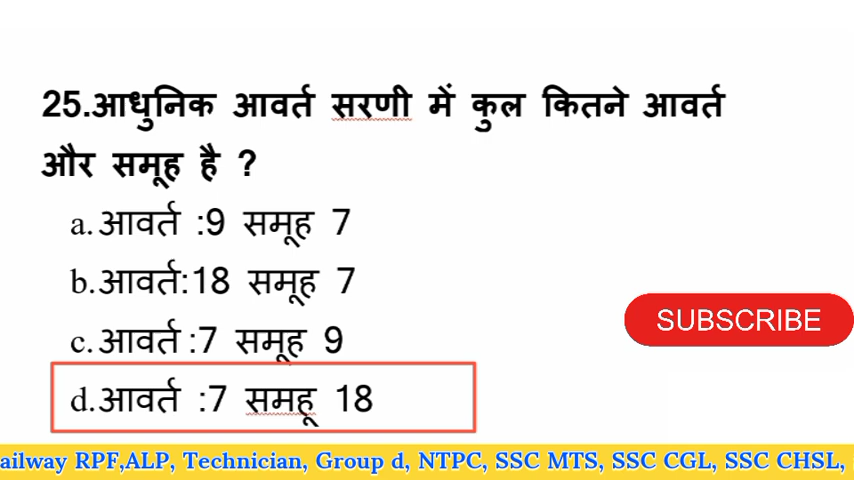 25.आधुनिक आवर्त सरणी में कुल कितने आवर्त
और समूह है ?
a.आवर्त :9 समूह 7
b.आवर्त:18 समूह 7
c.आवर्त :7 समूह 9
SUBSCRIBE
d.आवर्त :7 समहू 18
ailway RPF,ALP, Technician, Group d, NTPC, SSC MTS, SSC CGL, SSC CHSL,